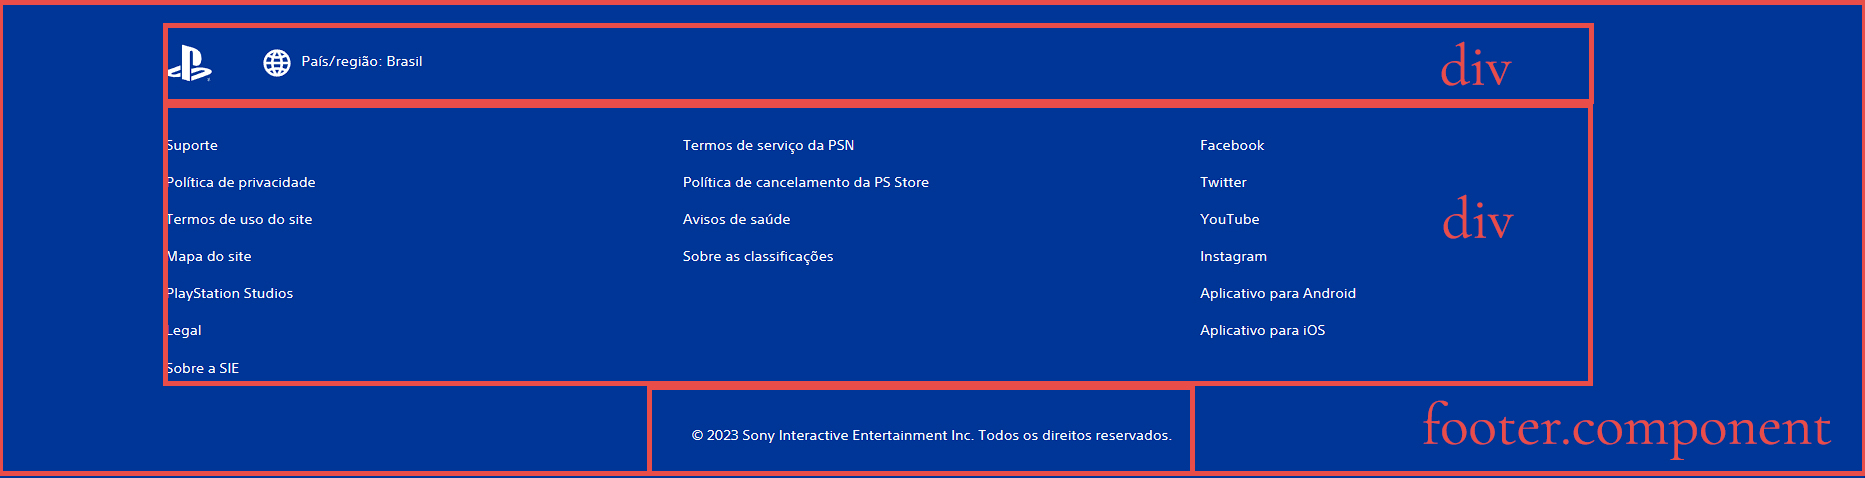 País/região: Brasil
div
Suporte
Política de privacidade
Termos de uso do site
Mapa do site
PlayStation Studios
Legal
Sobre a SIE
Termos de serviço da PSN
Política de cancelamento da PS Store
Avisos de saúde
Sobre as classificações
Facebook
Twitter
YouTube
Instagram
Aplicativo para Android
Aplicativo para iOS
div
© 2023 Sony Interactive Entertainment Inc. Todos os direitos reservados.
footer.component